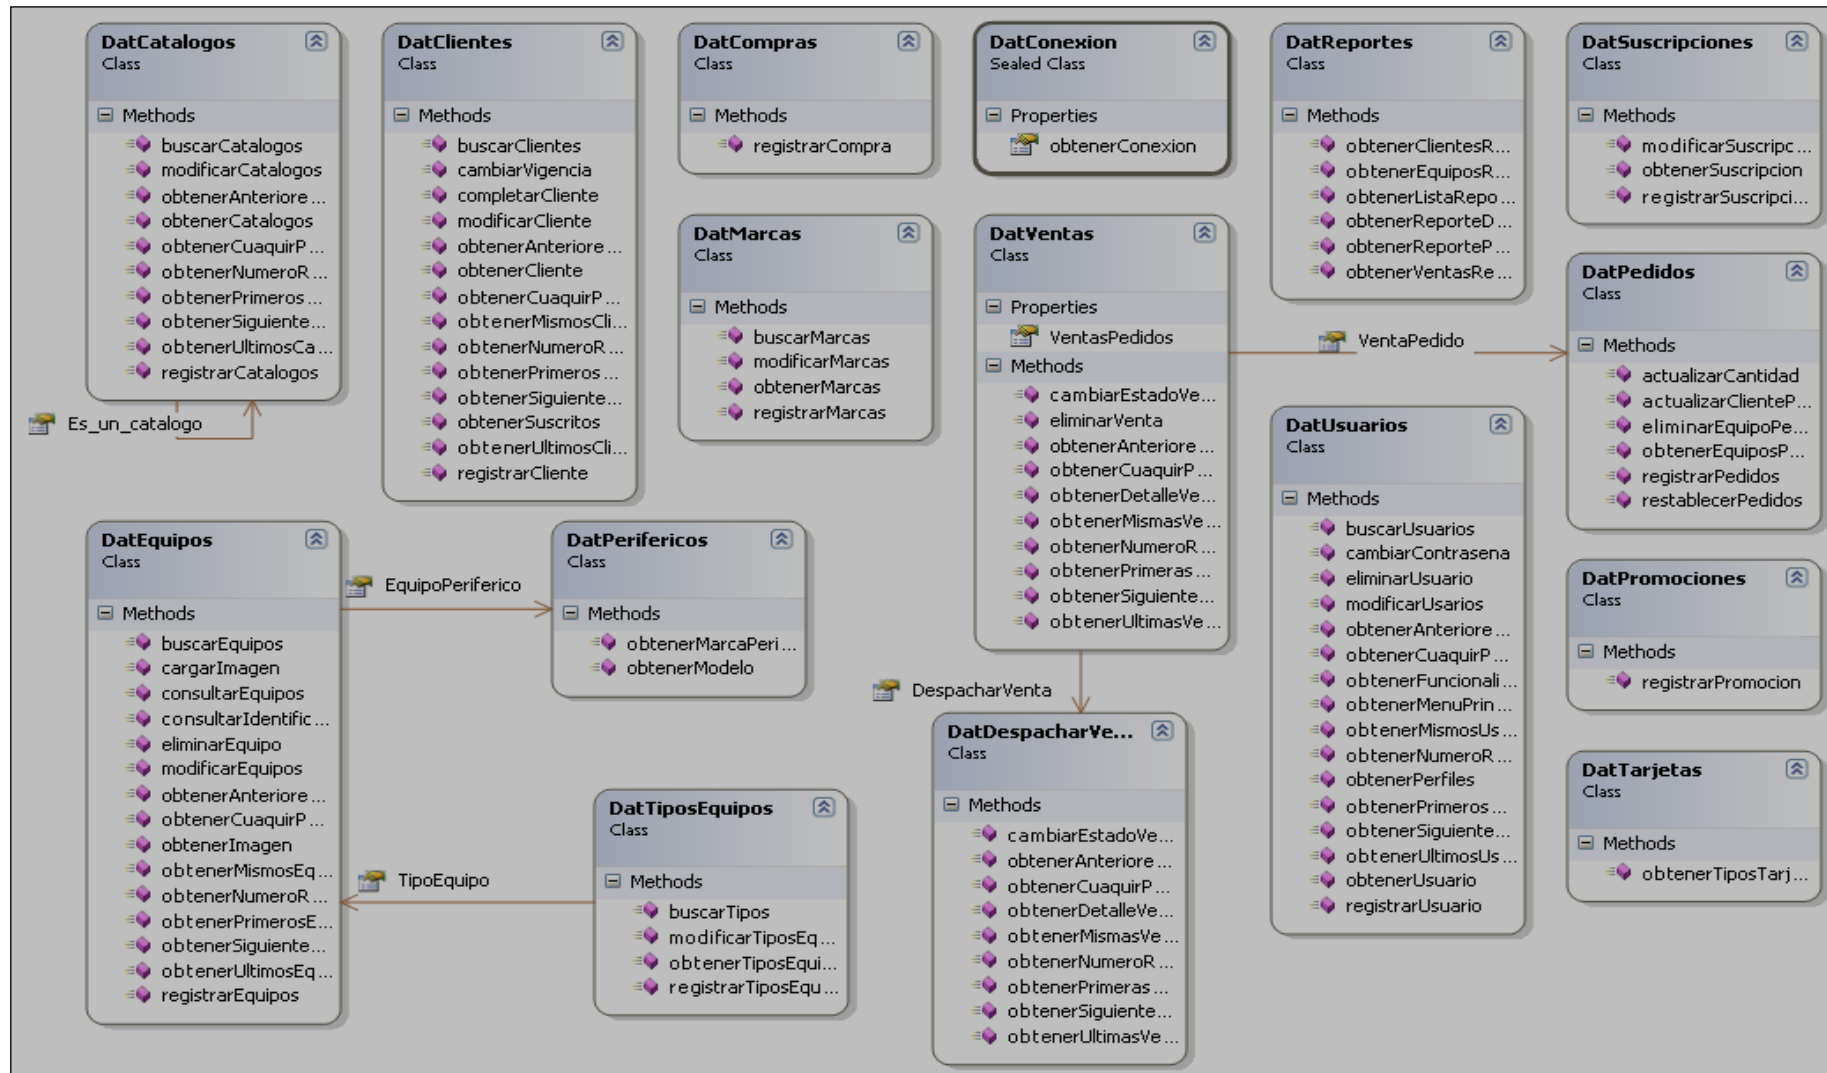 DatCatalogos
Class
Methods
buscarCatalogos
modificarCatalogos
obtenerAnteriore...
obtenerCatalogos
obtenerCuaquirP...
obtenerNumeroR...
obtenerPrimeros...
obtenerSiguiente...
obtenerUltimosCa...
registrarCatalogos
Es_un_catalogo
DatClientes
Class
Methods
buscarClientes
cambiarVigencia
completarCliente
modificarCliente
obtenerAnteriore...
obtenerCliente
obtenerCuaquirP...
obtenerMismosCli...
obtenerNumeroR...
obtenerPrimeros...
obtenerSiguiente...
obtenerSuscritos
obtenerUltimosCli...
registrarCliente
DatCompras
Class
Methods
registrarCompra
DatConexion
Sealed Class
Properties
obtenerConexion
DatReportes
Class
Methods
obtenerClientesR...
obtenerEquiposR...
obtenerListaRepo...
obtenerReporteD...
obtenerReporteP...
obtenerVentasRe...
DatSuscripciones
Class
Methods
modificarSuscripc...
obtenerSuscripcion
registrarSuscripci...
DatMarcas
Class
Methods
buscarMarcas
modificarMarcas
obtenerMarcas
registrarMarcas
DatVentas
Class
Properties
VentasPedidos
Methods
cambiarEstadoVe...
eliminarVenta
obtenerAnteriore...
obtenerCuaquirP...
obtenerDetalleVe...
obtenerMismasVe...
obtenerNumeroR...
obtenerPrimeras...
obtenerSiguiente...
obtenerUltimasVe...
VentaPedido
DatPedidos
Class
Methods
actualizarCantidad
actualizarClienteP...
eliminarEquipoPe...
obtenerEquiposP...
registrarPedidos
restablecerPedidos
DatUsuarios
Class
Methods
buscarUsuarios
cambiarContrasena
eliminarUsuario
modificarUsarios
obtenerAnteriore...
obtenerCuaquirP...
obtenerFuncionali...
obtenerMenuPrin...
obtenerMismosUs...
obtenerNumeroR...
obtenerPerfiles
obtenerPrimeros...
obtenerSiguiente...
obtenerUltimosUs...
obtenerUsuario
registrarUsuario
DatEquipos
Class
Methods
buscarEquipos
cargarImagen
consultarEquipos
consultarIdentific...
eliminarEquipo
modificarEquipos
obtenerAnteriore...
obtenerCuaquirP...
obtenerImagen
obtenerMismosEq...
obtenerNumeroR...
obtenerPrimerosE...
obtenerSiguiente...
obtenerUltimosEq...
registrarEquipos
EquipoPeriferico
DatPerifericos
Class
Methods
obtenerMarcaPeri...
obtenerModelo
DatPromociones
Class
Methods
registrarPromocion
DespacharVenta
DatDespacharVe...
Class
Methods
cambiarEstadoVe...
obtenerAnteriore...
obtenerCuaquirP...
obtenerDetalleVe...
obtenerMismasVe...
obtenerNumeroR...
obtenerPrimeras...
obtenerSiguiente...
obtenerUltimasVe...
DatTarjetas
Class
Methods
obtenerTiposTarj...
TipoEquipo
DatTiposEquipos
Class
Methods
buscarTipos
modificarTiposEq...
obtenerTiposEqui...
registrarTiposEqu...